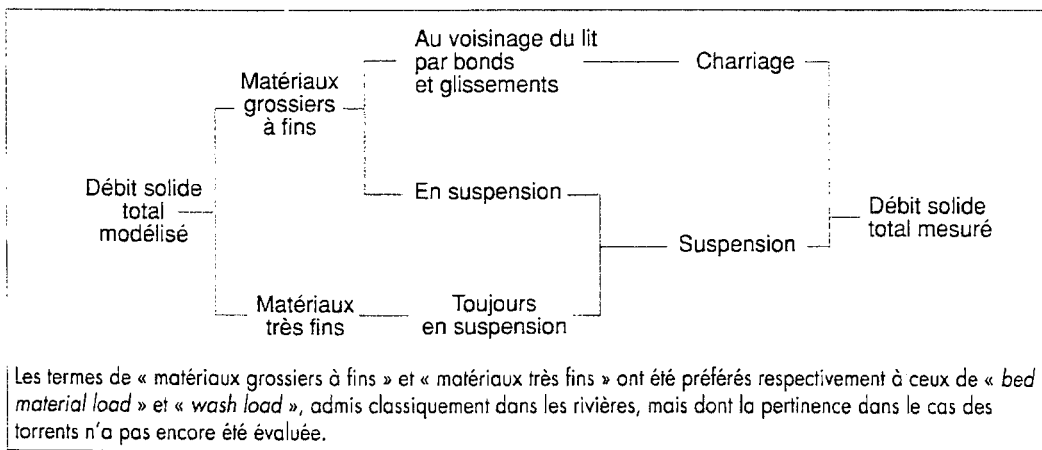 Au voisinage du lit
par bonds
et glissements
Charriage
Matériaux
grossiers
à fins
En suspension
Débit solide
total
modélisé
Débit solide
total mesuré
Suspension
Matériaux
très fins
Toujours
en suspension
Les termes de « matériaux grossiers à fins » et « matériaux très fins » ont été préférés respectivement à ceux de « bed
material load » et « wash load », admis classiquement dans les rivières, mais dont la pertinence dans le cas des
torrents n'a pas encore été évaluée.